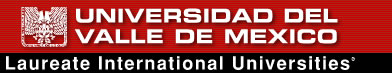 UNIVERSIDAD DEL
VALLE DE MEXICO
Laureate International Universities®